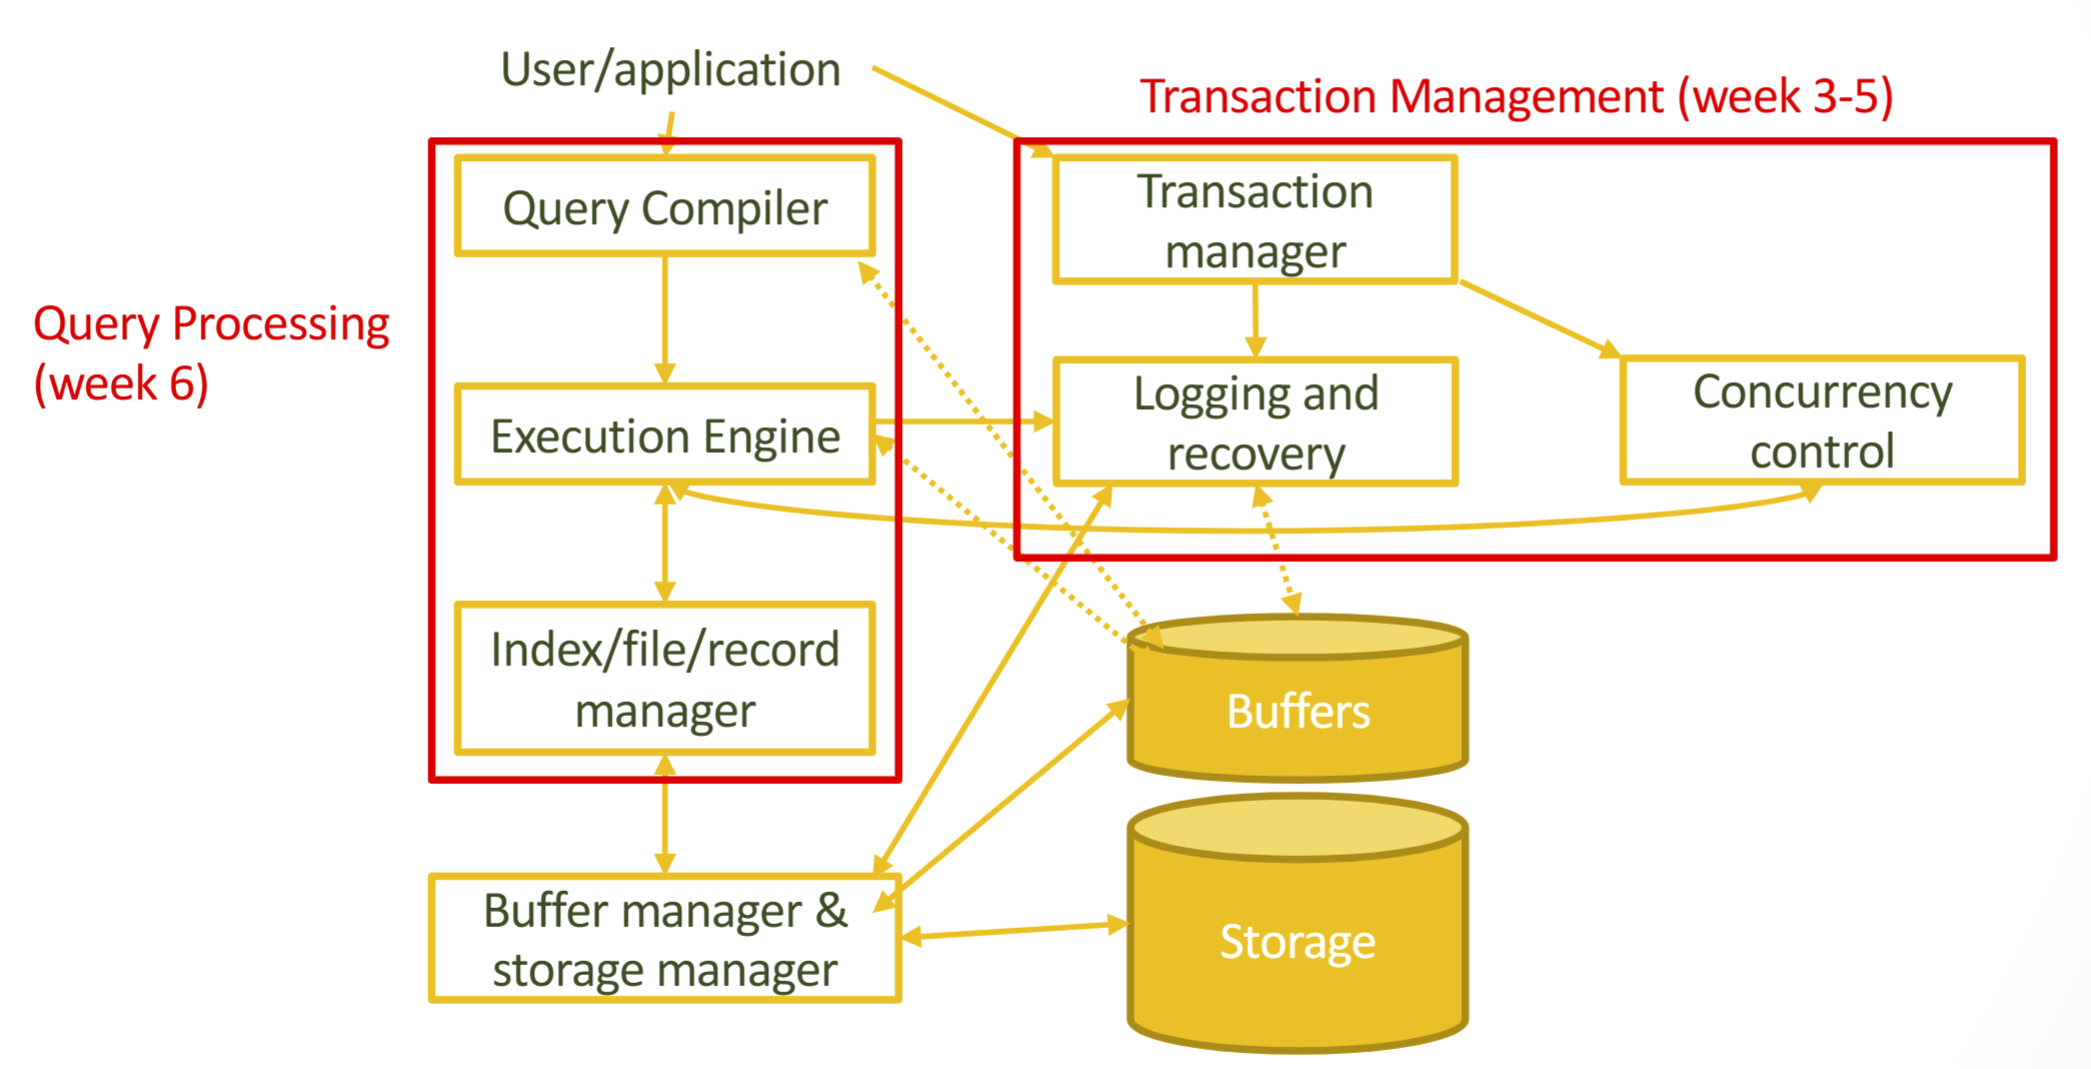 User/application
Transaction Management (week 3-5)
Query Compiler
Transaction
manager
Query Processing
(week 6)
Execution Engine
Logging and
recovery
Concurrency
control
Index/file/record
manager
Buffers
Buffer manager &
storage manager
Storage